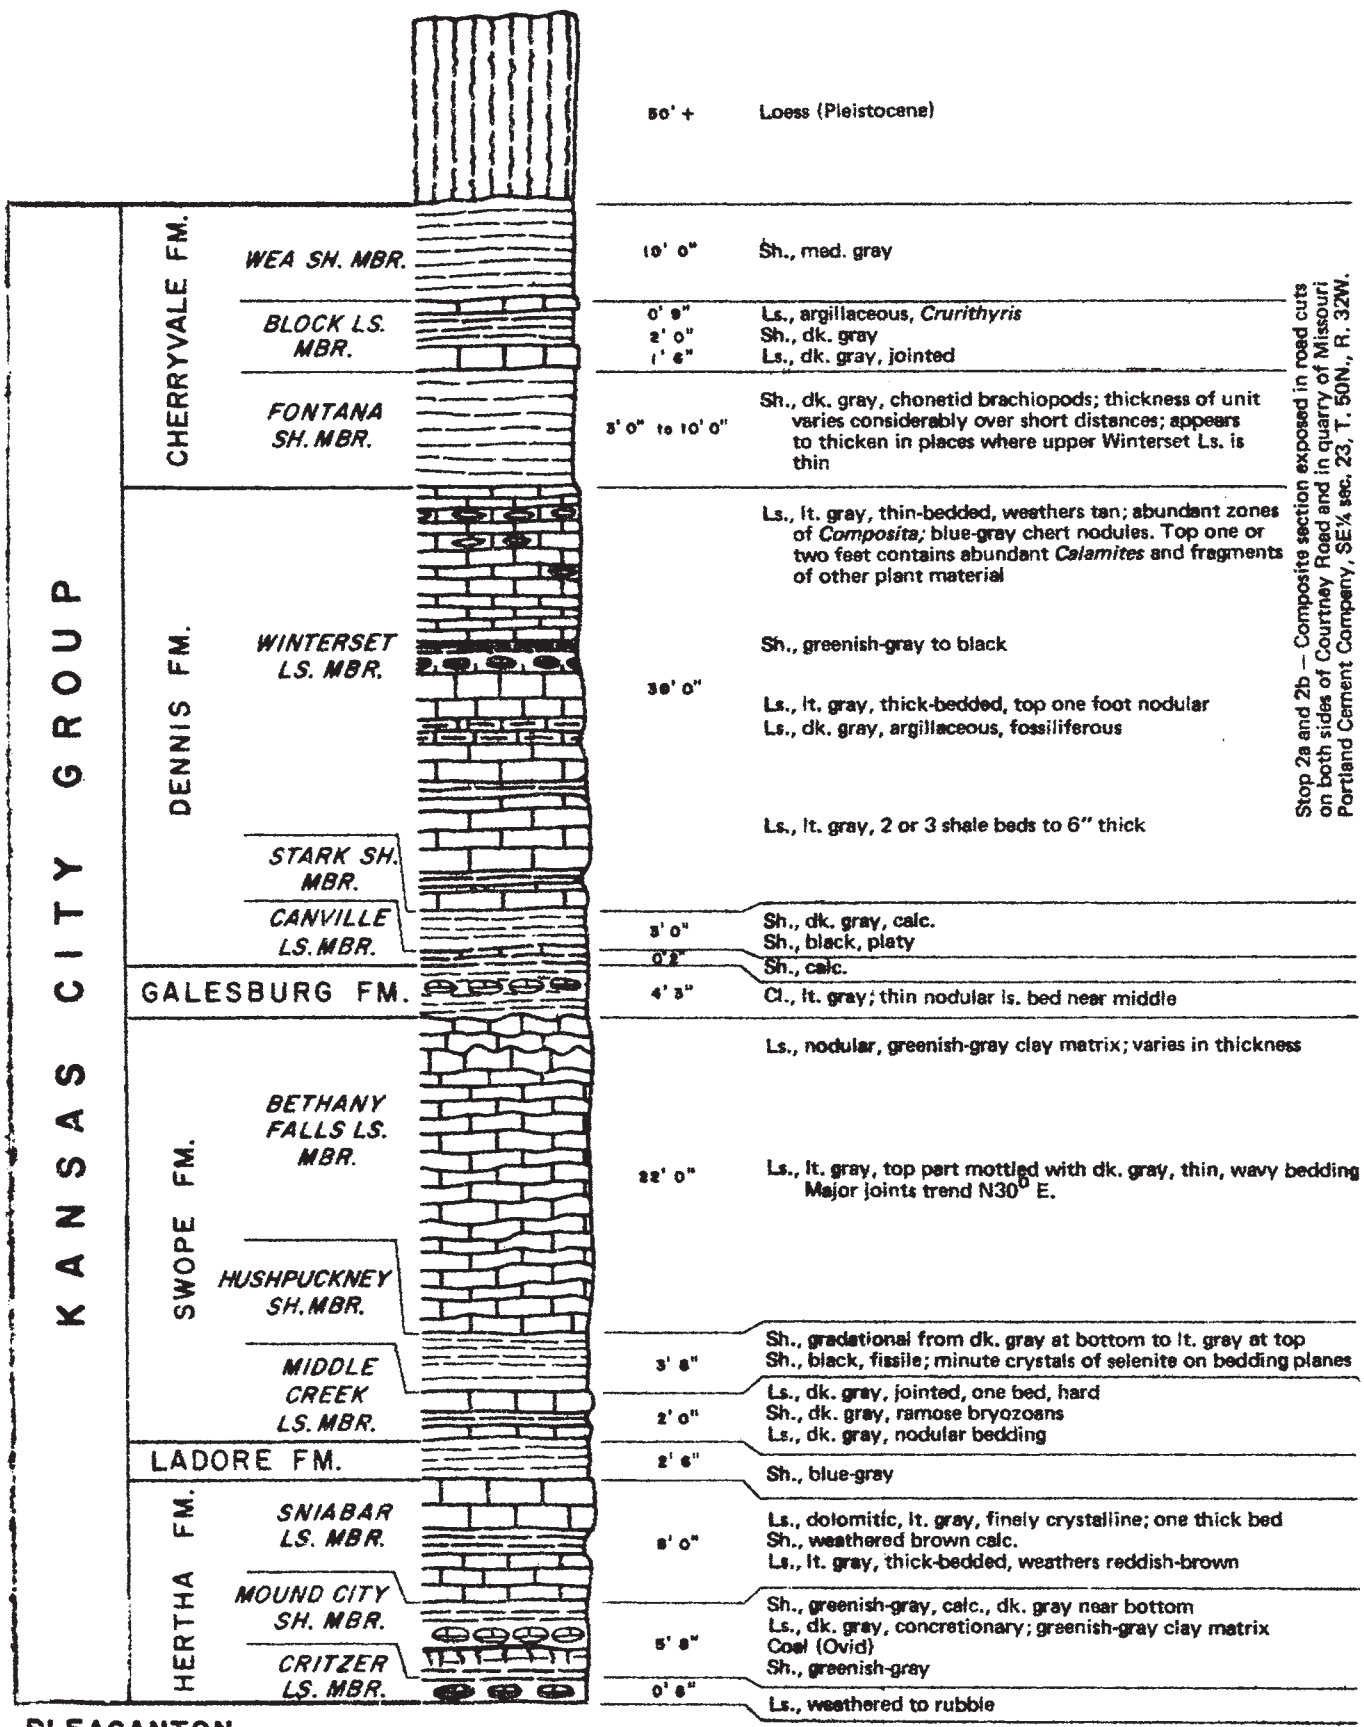 50' + Loess (Pleistocene)
KANSAS CITY GROUP
CHERRYVALE FM.
WEA SH. MBR. 10' 0" Sh., med. gray
BLOCK LS.
MBR.
0' 9" Ls., argillaceous, Crurithyris
2' 0" Sh., dk. gray
1' 6" Ls., dk. gray, jointed
FONTANA
SH. MBR.
3' 0" to 10' 0"
Sh., dk. gray, chonetid brachiopods; thickness of unit
varies considerably over short distances; appears
to thicken in places where upper Winterset Ls. is
thin
DENNIS FM.
WINTERSET
LS. MBR.
30' 0"
Ls., lt. gray, thin-bedded, weathers tan; abundant zones
of Composita; blue-gray chert nodules. Top one or
two feet contains abundant Calamites and fragments
of other plant material
Sh., greenish-gray to black
Ls., lt. gray, thick-bedded, top one foot nodular
Ls., dk. gray, argillaceous, fossiliferous
Ls., lt. gray, 2 or 3 shale beds to 6" thick
STARK SH.
MBR.
3' 0"
Sh., dk. gray, calc.
Sh., black, platy
CANVILLE
LS. MBR.
0' 2"
Sh., calc.
GALESBURG FM. 4' 3" Cl., lt. gray; thin nodular ls. bed near middle
SWOPE FM.
BETHANY
FALLS LS.
MBR.
22' 0"
Ls., nodular, greenish-gray clay matrix; varies in thickness
Ls., lt. gray, top part mottled with dk. gray, thin, wavy bedding
Major joints trend N30° E.
HUSHPUCKNEY
SH. MBR.
3' 8"
Sh., gradational from dk. gray at bottom to lt. gray at top
Sh., black, fissile; minute crystals of selenite on bedding planes
MIDDLE
CREEK
LS. MBR.
2' 0"
Ls., dk. gray, jointed, one bed, hard
Sh., dk. gray, ramose bryozoans
Ls., dk. gray, nodular bedding
LADORE FM. 2' 6" Sh., blue-gray
HERTHA FM.
SNIABAR
LS. MBR.
8' 0"
Ls., dolomitic, lt. gray, finely crystalline; one thick bed
Sh., weathered brown calc.
Ls., lt. gray, thick-bedded, weathers reddish-brown
MOUND CITY
SH. MBR.
5' 8"
Sh., greenish-gray, calc., dk. gray near bottom
Ls., dk. gray, concretionary; greenish-gray clay matrix
Coal (Ovid)
Sh., greenish-gray
CRITZER
LS. MBR.
0' 6"
Ls., weathered to rubble
PLEASANTON
Stop 2a and 2b — Composite section exposed in road cuts
on both sides of Courtney Road and in quarry of Missouri
Portland Cement Company, SE¼ sec. 23, T. 50N., R. 32W.